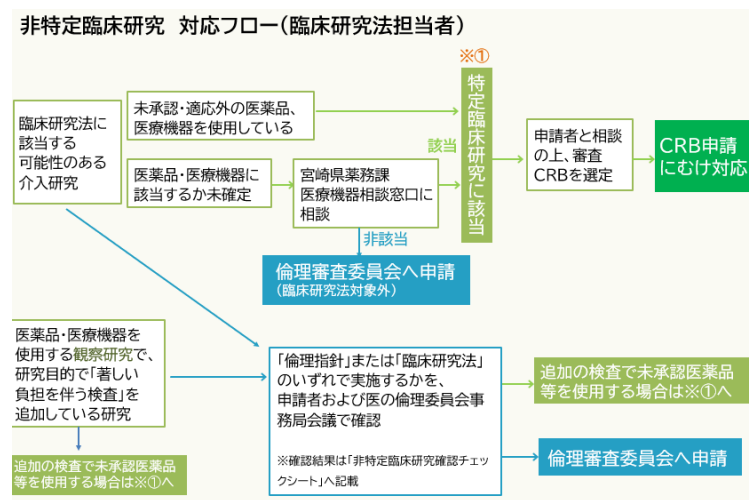 非特定臨床研究 対応フロー(臨床研究法担当者)
※①
臨床研究法に
該当する
可能性のある
介入研究
未承認・適応外の医薬品、
医療機器を使用している
医薬品・医療機器に
該当するか未確定
宮崎県薬務課
医療機器相談窓口に
相談
該当
特定臨床研究に該当
申請者と相談
の上、審査
CRBを選定
CRB申請
にむけ対応
非該当
倫理審査委員会へ申請
(臨床研究法対象外)
医薬品・医療機器を
使用する観察研究で、
研究目的で「著しい
負担を伴う検査」を
追加している研究
追加の検査で未承認医薬品
等を使用する場合は※①へ
「倫理指針」または「臨床研究法」
のいずれで実施するかを、
申請者および医の倫理委員会事
務局会議で確認
※確認結果は「非特定臨床研究確認チェッ
クシート」へ記載
追加の検査で未承認医薬品
等を使用する場合は※①へ
倫理審査委員会へ申請